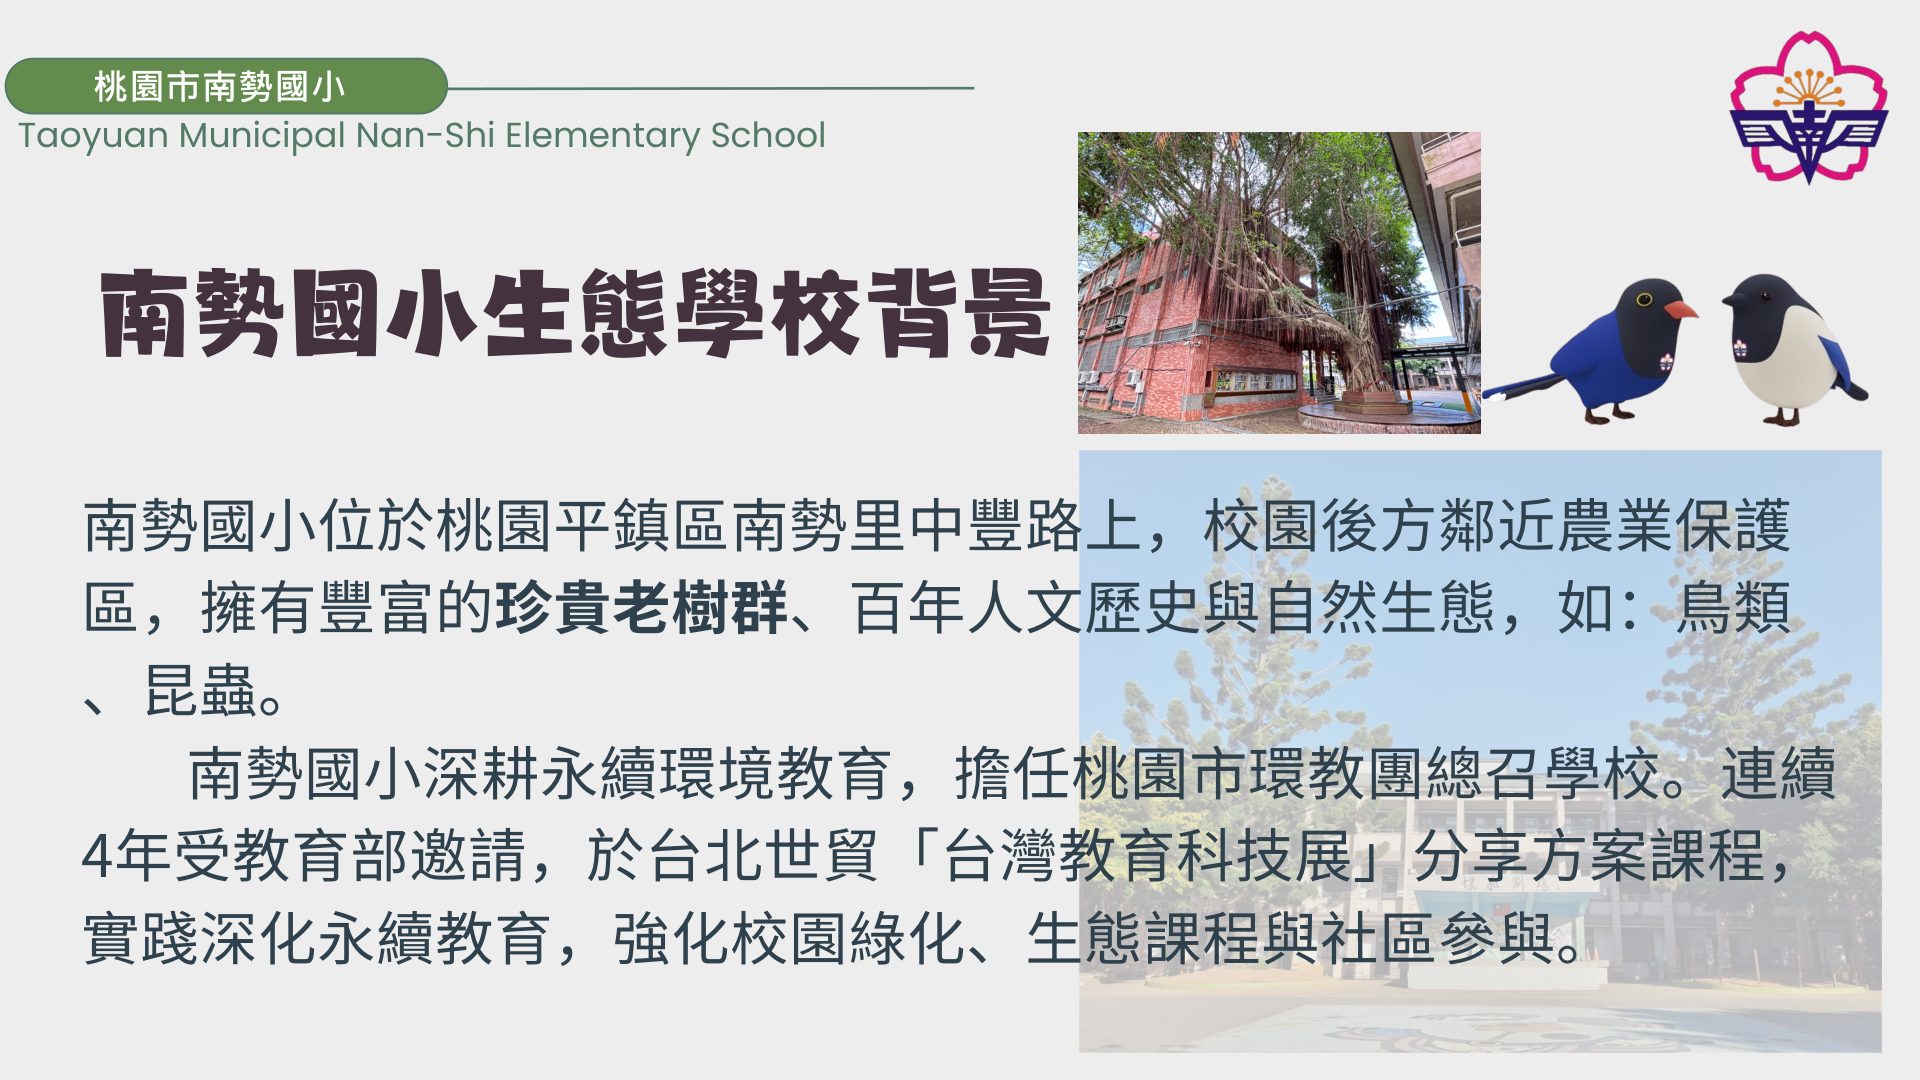 桃園市南勢國小
Taoyuan Municipal Nan-Shi Elementary School
南勢國小生態學校背景
南勢國小位於桃園平鎮區南勢里中豐路上，校園後方鄰近農業保護
區，擁有豐富的珍貴老樹群、百年人文歷史與自然生態，如：鳥類
、昆蟲。
南勢國小深耕永續環境教育，擔任桃園市環教團總召學校。連續
4年受教育部邀請，於台北世貿「台灣教育科技展」分享方案課程，
實踐深化永續教育，強化校園綠化、生態課程與社區參與。